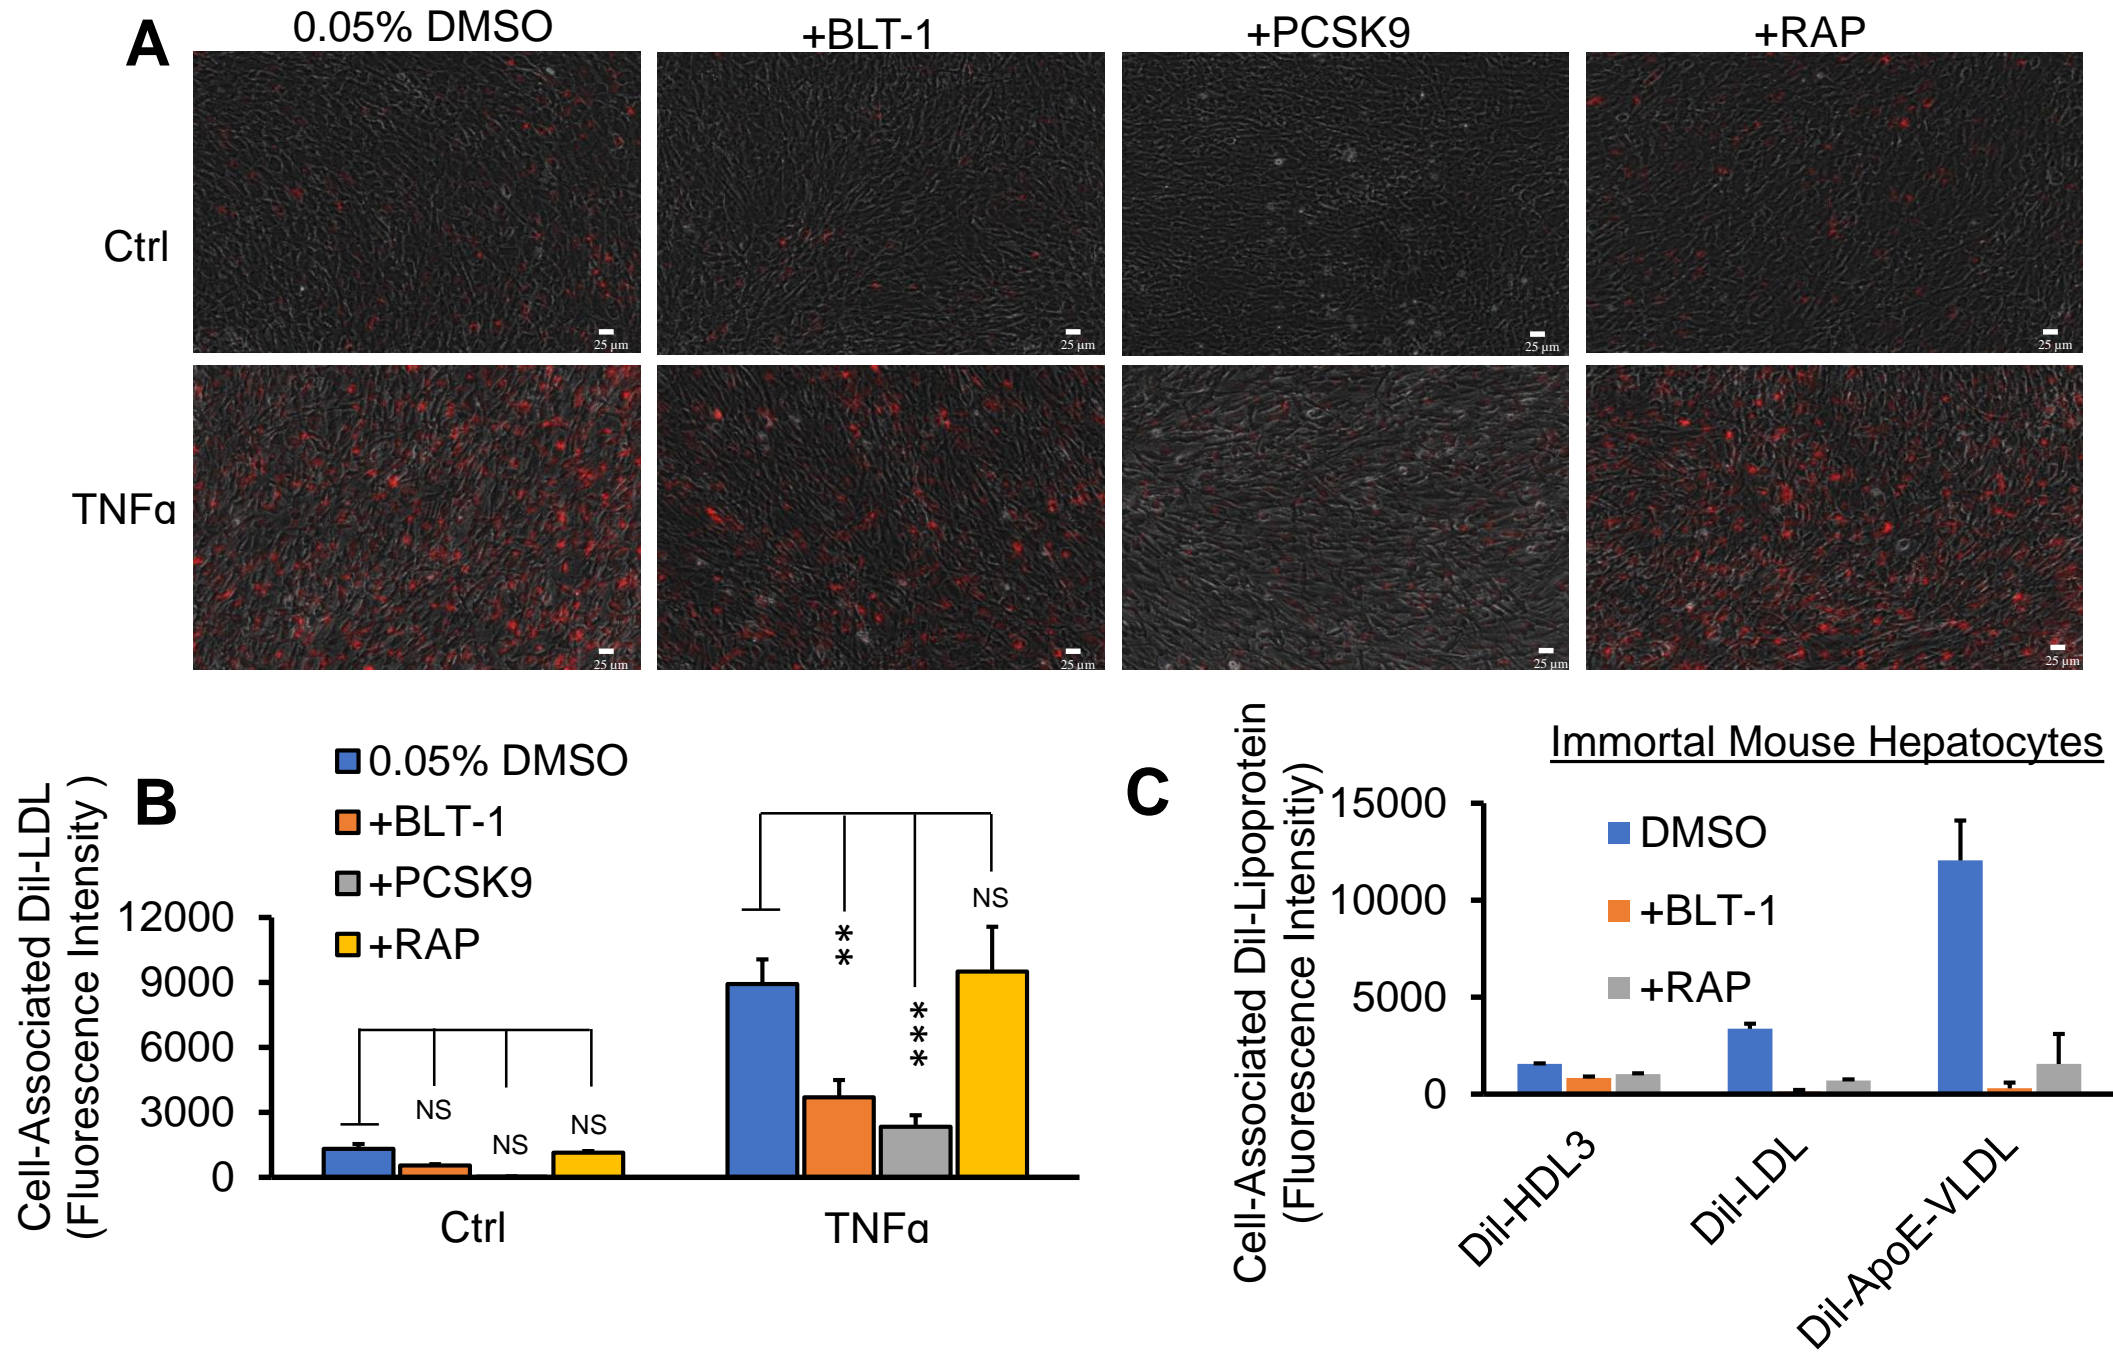 A
0.05% DMSO
+BLT-1
+PCSK9
+RAP
Ctrl
25 µm
25 µm
25 µm
25 µm
TNFɑ
25 µm
25 µm
25 µm
25 µm
B
Cell-Associated Dil-LDL
(Fluorescence Intensity )
0.05% DMSO
+BLT-1
+PCSK9
+RAP
12000
9000
6000
3000
0
NS
NS
NS
**
***
NS
Ctrl
TNFɑ
C
Cell-Associated Dil-Lipoprotein
(Fluorescence Intensitiy)
Immortal Mouse Hepatocytes
15000
10000
5000
0
DMSO
+BLT-1
+RAP
Dil-HDL3
Dil-LDL
Dil-ApoE-VLDL